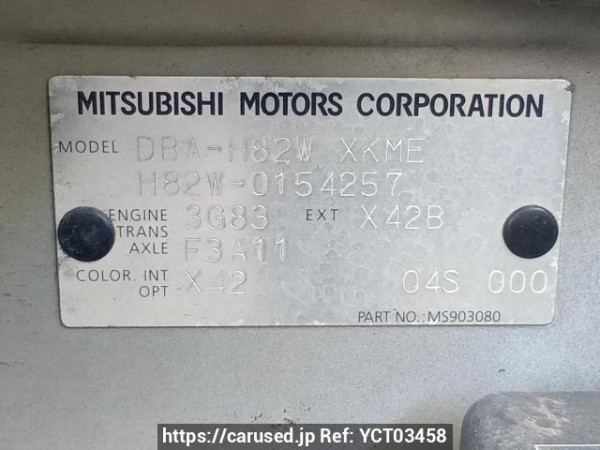 MITSUBISHI MOTORS CORPORATION
MODEL DBA-H82W XKME
H82W-0154257
ENGINE 3G83 EXT X42B
TRANS AXLE F3A11
COLOR. INT OPT X42 04S 000
PART NO.: MS903080
https://carused.jp Ref: YCT03458